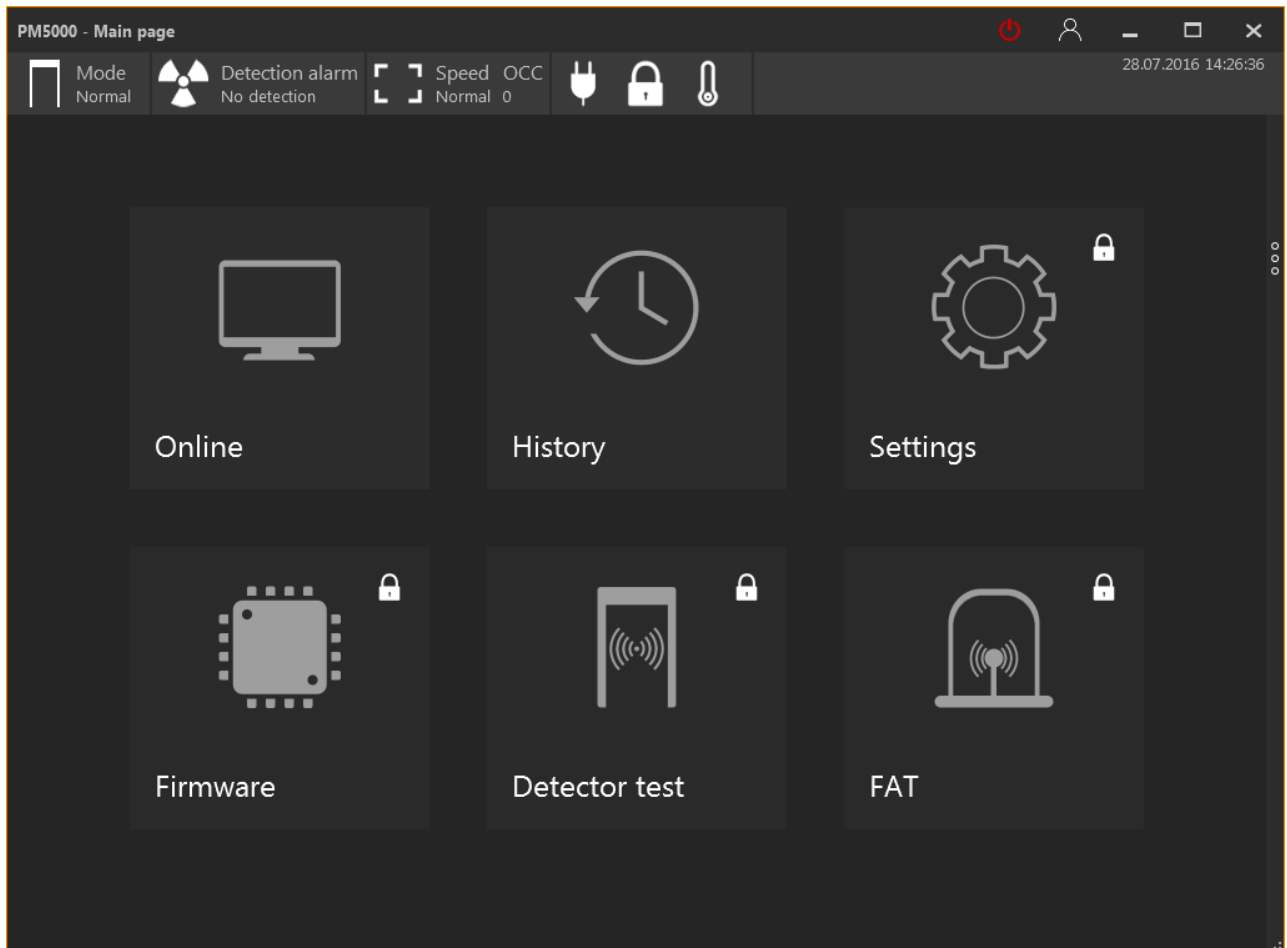 PM5000 - Main page
28.07.2016 14:26:36
Mode
Normal
Detection alarm
No detection
Speed OCC
Normal 0
Online
History
Settings
Firmware
Detector test
FAT